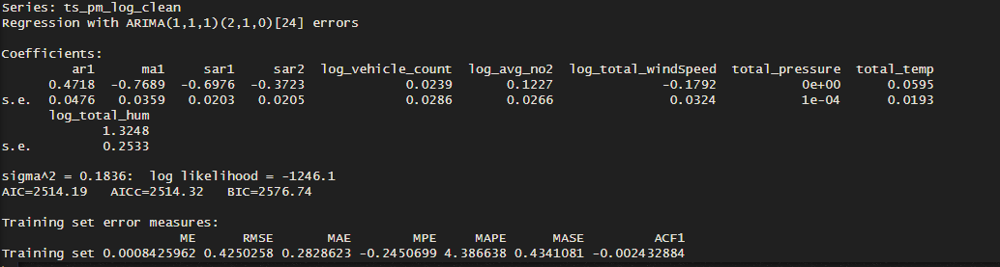 Series: ts_pm_log_clean
Regression with ARIMA(1,1,1)(2,1,0)[24] errors
Coefficients:
ar1 ma1 sar1 sar2 log_vehicle_count log_avg_no2 log_total_windSpeed total_pressure total_temp
0.4718 -0.7689 -0.6976 -0.3723 0.0239 0.1227 -0.1792 0e+00 0.0595
s.e. 0.0476 0.0359 0.0203 0.0205 0.0286 0.0266 0.0324 1e-04 0.0193
log_total_hum
1.3248
s.e. 0.2533
sigma^2 = 0.1836: log likelihood = -1246.1
AIC=2514.19 AICc=2514.32 BIC=2576.74
Training set error measures:
ME RMSE MAE MPE MAPE MASE ACF1
Training set 0.0008425962 0.4250258 0.2828623 -0.2450699 4.386638 0.4341081 -0.002432884